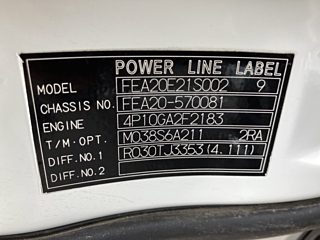 POWER LINE LABEL
MODEL FEA20E21S002 9
CHASSIS NO. FEA20-570081
ENGINE 4P10GA2E2183
T/M.OPT. M038S6A211 2RA
DIFF.NO.1 R030TJ3353(4.111)
DIFF.NO.2